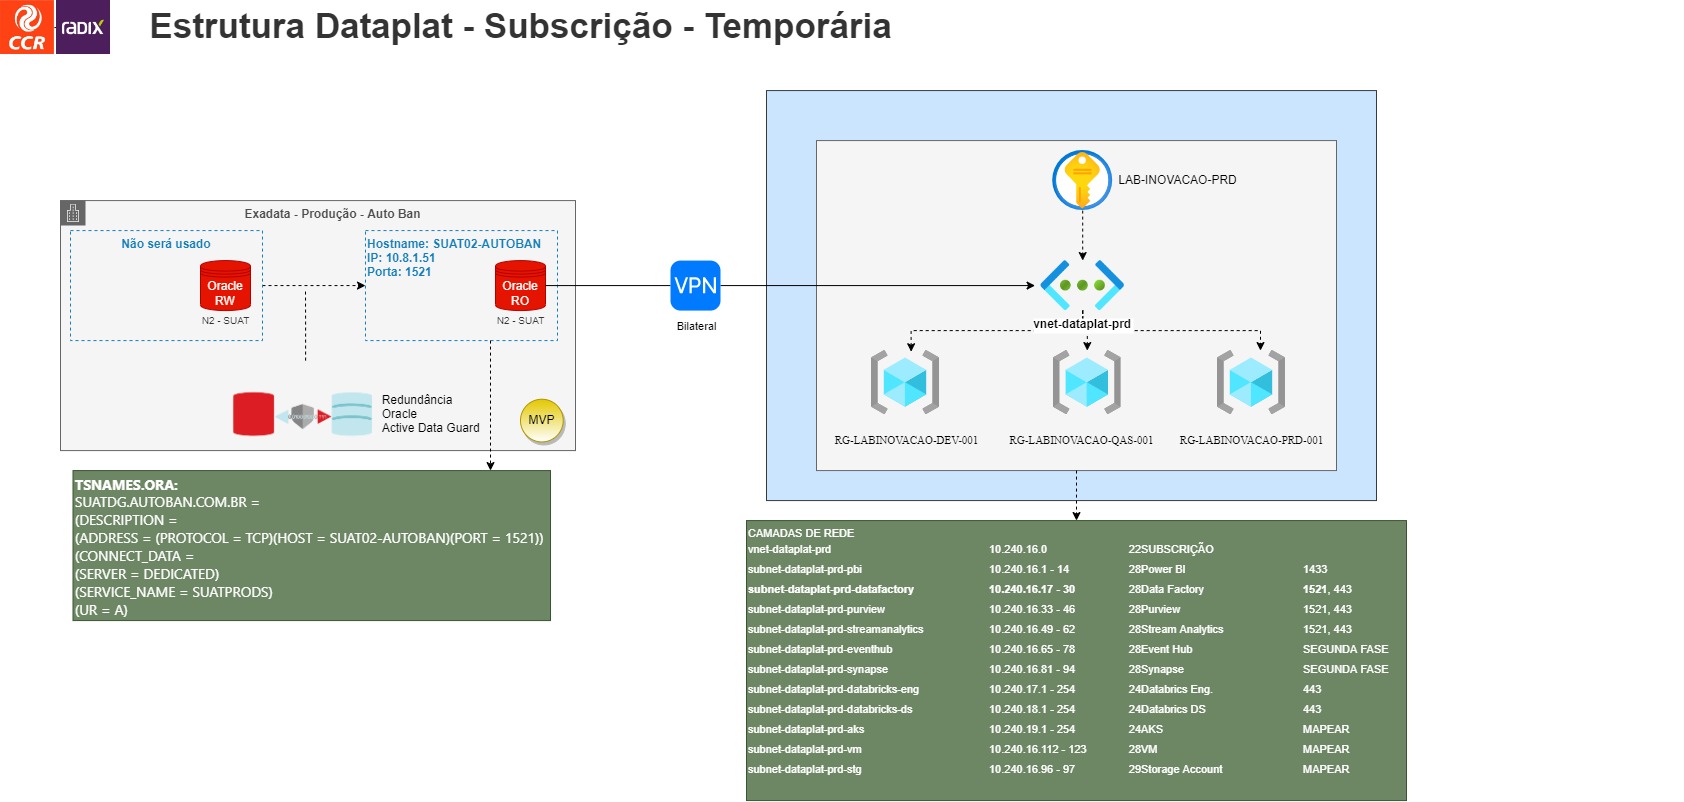 CCR
radix
Estrutura Dataplat - Subscrição - Temporária
LAB-INOVACAO-PRD
Exadata - Produção - Auto Ban
Não será usado
Oracle
RW
N2 - SUAT
Hostname: SUAT02-AUTOBAN
IP: 10.8.1.51
Porta: 1521
Oracle
RO
N2 - SUAT
VPN
Bilateral
vnet-dataplat-prd
Redundância
Oracle
Active Data Guard
MVP
RG-LABINOVACAO-DEV-001
RG-LABINOVACAO-QAS-001
RG-LABINOVACAO-PRD-001
TSNAMES.ORA:
SUATDG.AUTOBAN.COM.BR =
(DESCRIPTION =
(ADDRESS = (PROTOCOL = TCP)(HOST = SUAT02-AUTOBAN)(PORT = 1521))
(CONNECT_DATA =
(SERVER = DEDICATED)
(SERVICE_NAME = SUATPRODS)
(UR = A)
CAMADAS DE REDE
vnet-dataplat-prd 10.240.16.0 22SUBSCRIÇÃO
subnet-dataplat-prd-pbi 10.240.16.1 - 14 28Power BI 1433
subnet-dataplat-prd-datafactory 10.240.16.17 - 30 28Data Factory 1521, 443
subnet-dataplat-prd-purview 10.240.16.33 - 46 28Purview 1521, 443
subnet-dataplat-prd-streamanalytics 10.240.16.49 - 62 28Stream Analytics 1521, 443
subnet-dataplat-prd-eventhub 10.240.16.65 - 78 28Event Hub SEGUNDA FASE
subnet-dataplat-prd-synapse 10.240.16.81 - 94 28Synapse SEGUNDA FASE
subnet-dataplat-prd-databricks-eng 10.240.17.1 - 254 24Databrics Eng. 443
subnet-dataplat-prd-databricks-ds 10.240.18.1 - 254 24Databrics DS 443
subnet-dataplat-prd-aks 10.240.19.1 - 254 24AKS MAPEAR
subnet-dataplat-prd-vm 10.240.16.112 - 123 28VM MAPEAR
subnet-dataplat-prd-stg 10.240.16.96 - 97 29Storage Account MAPEAR